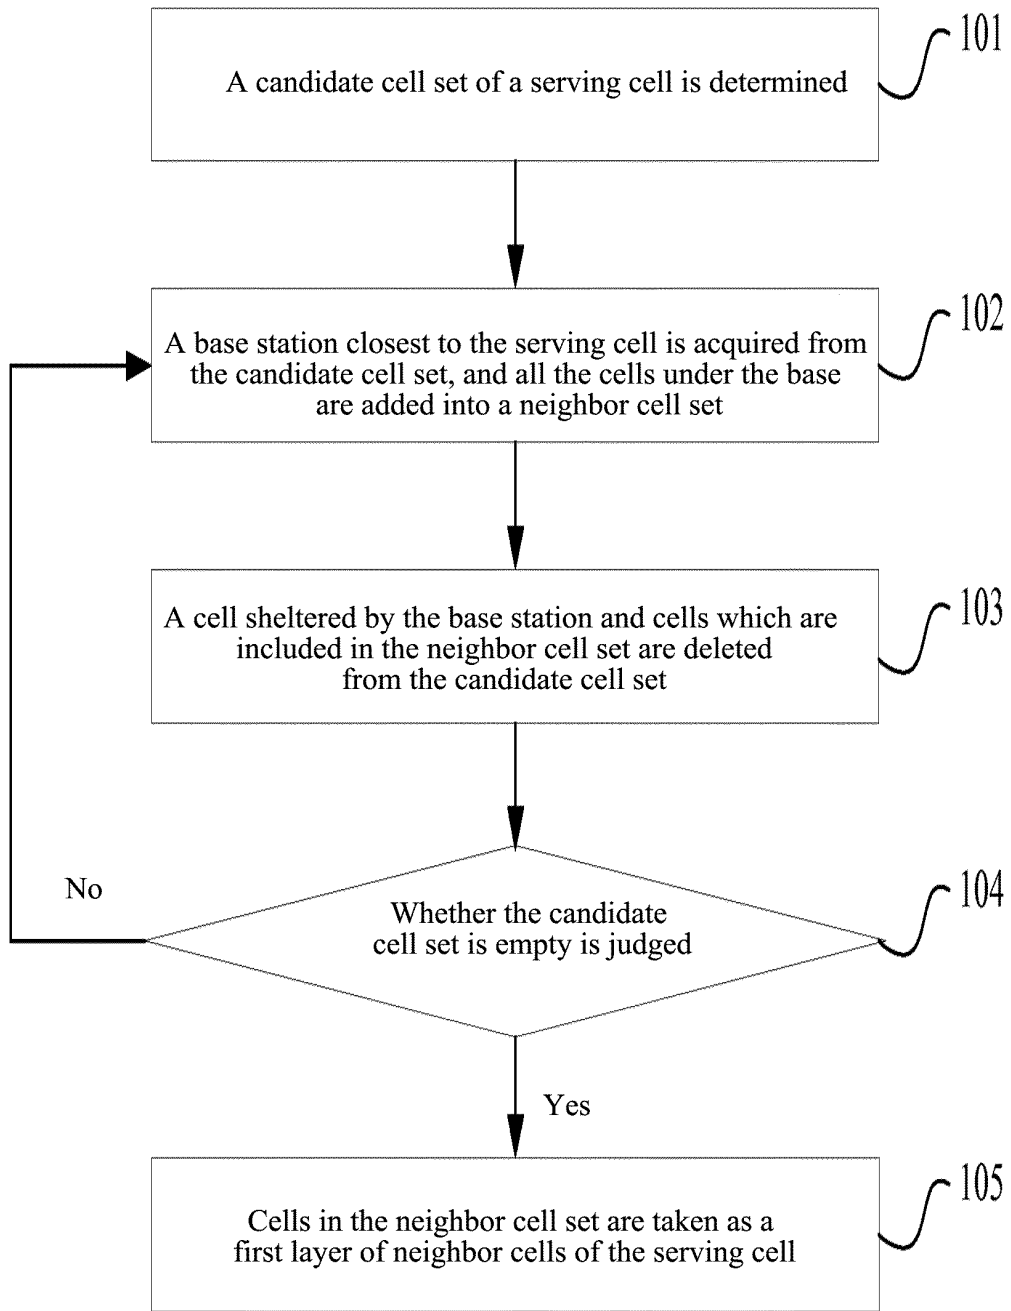 101
A candidate cell set of a serving cell is determined
102
A base station closest to the serving cell is acquired from
the candidate cell set, and all the cells under the base
are added into a neighbor cell set
103
A cell sheltered by the base station and cells which are
included in the neighbor cell set are deleted
from the candidate cell set
104
No
Whether the candidate
cell set is empty is judged
Yes
105
Cells in the neighbor cell set are taken as a
first layer of neighbor cells of the serving cell